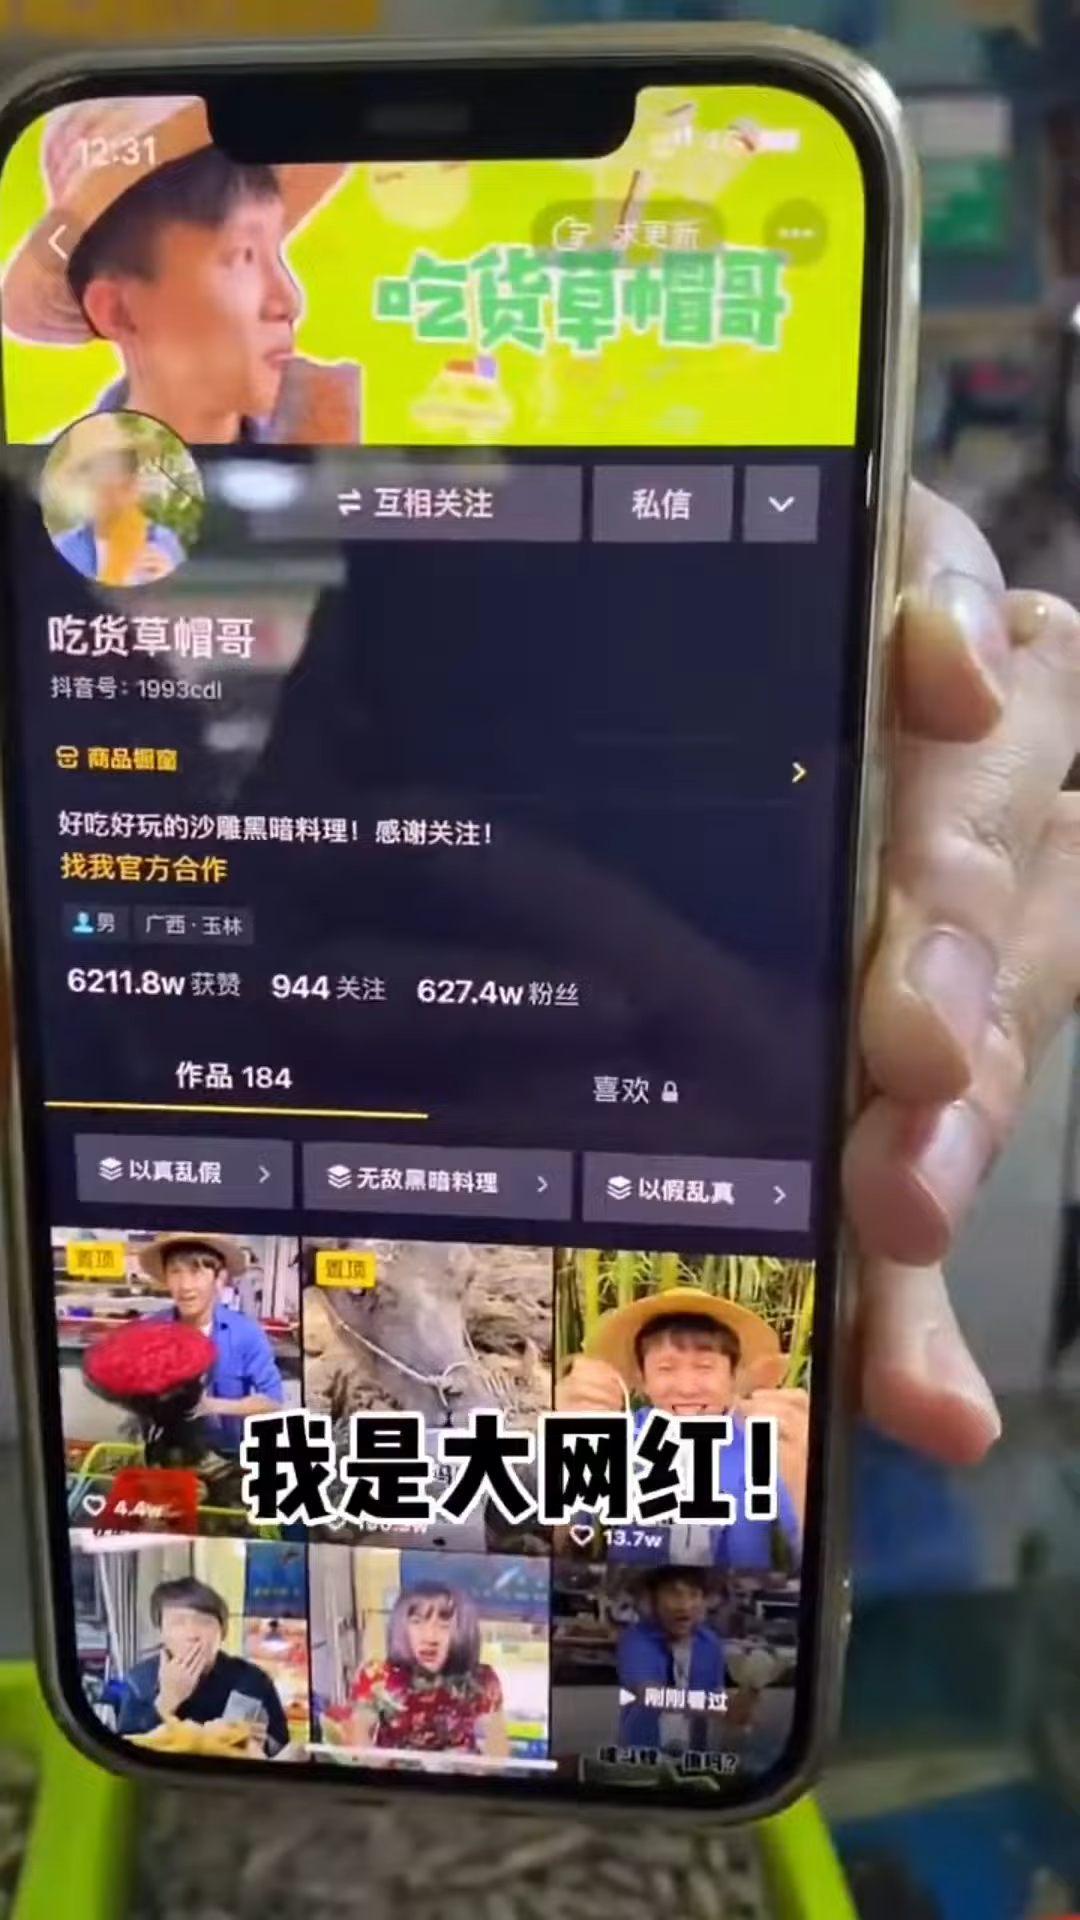 12:31
求更新
吃货草帽哥
互相关注
私信
吃货草帽哥
抖音号：1993cdl
商品橱窗
好吃好玩的沙雕黑暗料理！感谢关注！
找我官方合作
男
广西·玉林
6211.8w 获赞 944 关注 627.4w 粉丝
作品 184
喜欢
以真乱假
无敌黑暗料理
以假乱真
置顶
置顶
我是大网红！
4.4w
13.7w
刚刚看过